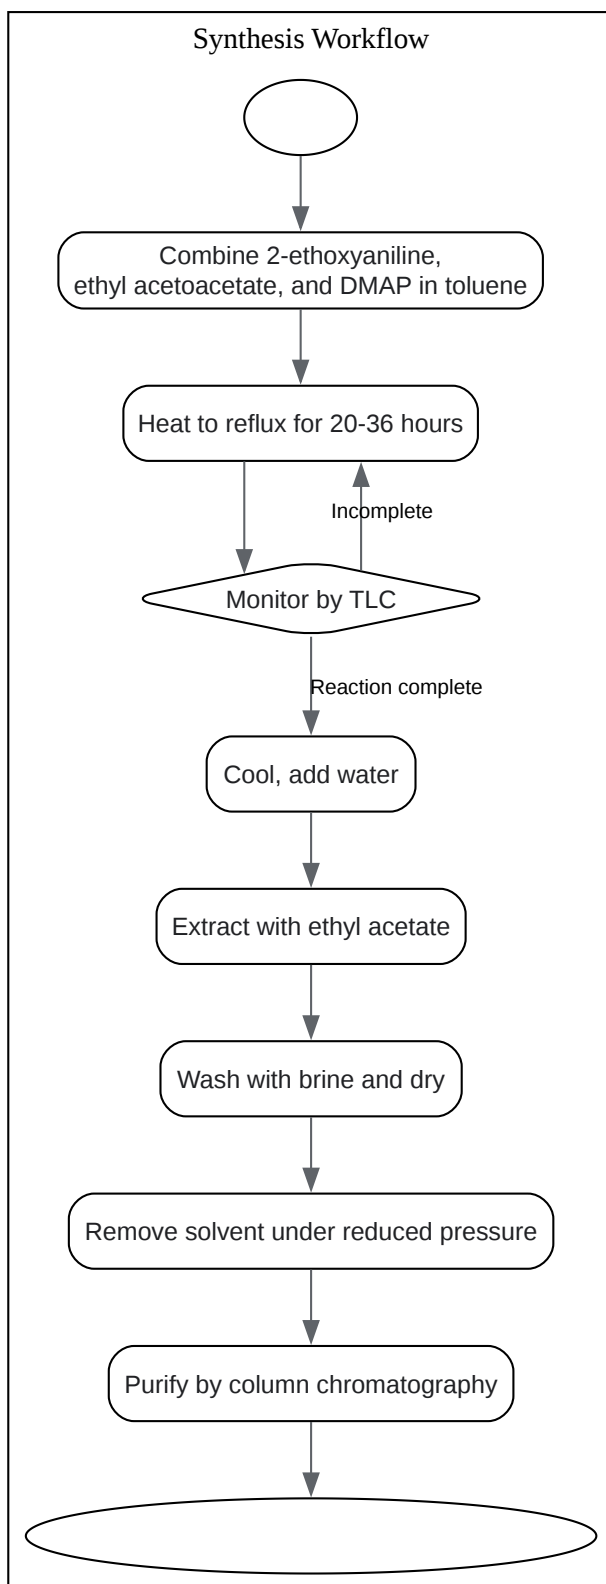 Synthesis Workflow
Combine 2-ethoxyaniline,
ethyl acetoacetate, and DMAP in toluene
Heat to reflux for 20-36 hours
Incomplete
Monitor by TLC
Reaction complete
Cool, add water
Extract with ethyl acetate
Wash with brine and dry
Remove solvent under reduced pressure
Purify by column chromatography